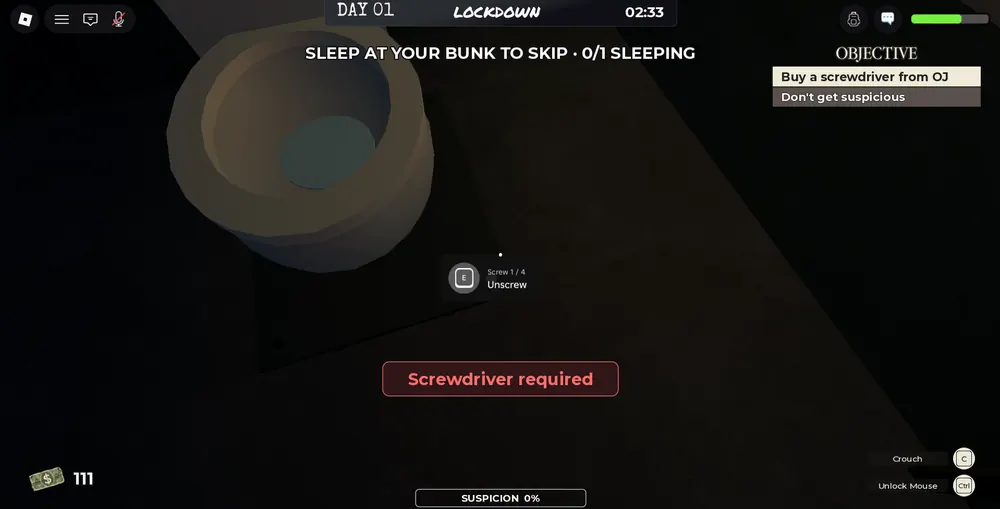 DAY 01
LOCKDOWN
02:33
SLEEP AT YOUR BUNK TO SKIP · 0/1 SLEEPING
OBJECTIVE
Buy a screwdriver from OJ
Don't get suspicious
E
Screw 1 / 4
Unscrew
Screwdriver required
$
111
Crouch
C
Unlock Mouse
Ctrl
SUSPICION 0%